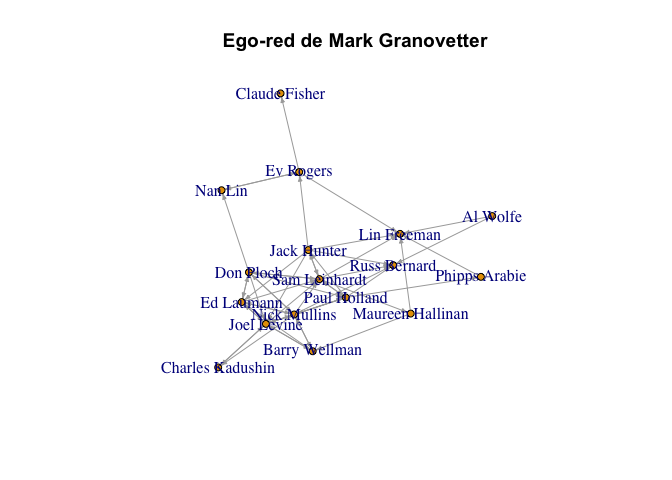 Ego-red de Mark Granovetter
Claude Fisher
Ev Rogers
Nan Lin
Al Wolfe
Lin Freeman
Jack Hunter
Russ Bernard
Don Ploch
Sam Leinhardt
Phipps Arabie
Paul Holland
Ed Laumann
Nick Mullins
Maureen Hallinan
Joel Levine
Barry Wellman
Charles Kadushin